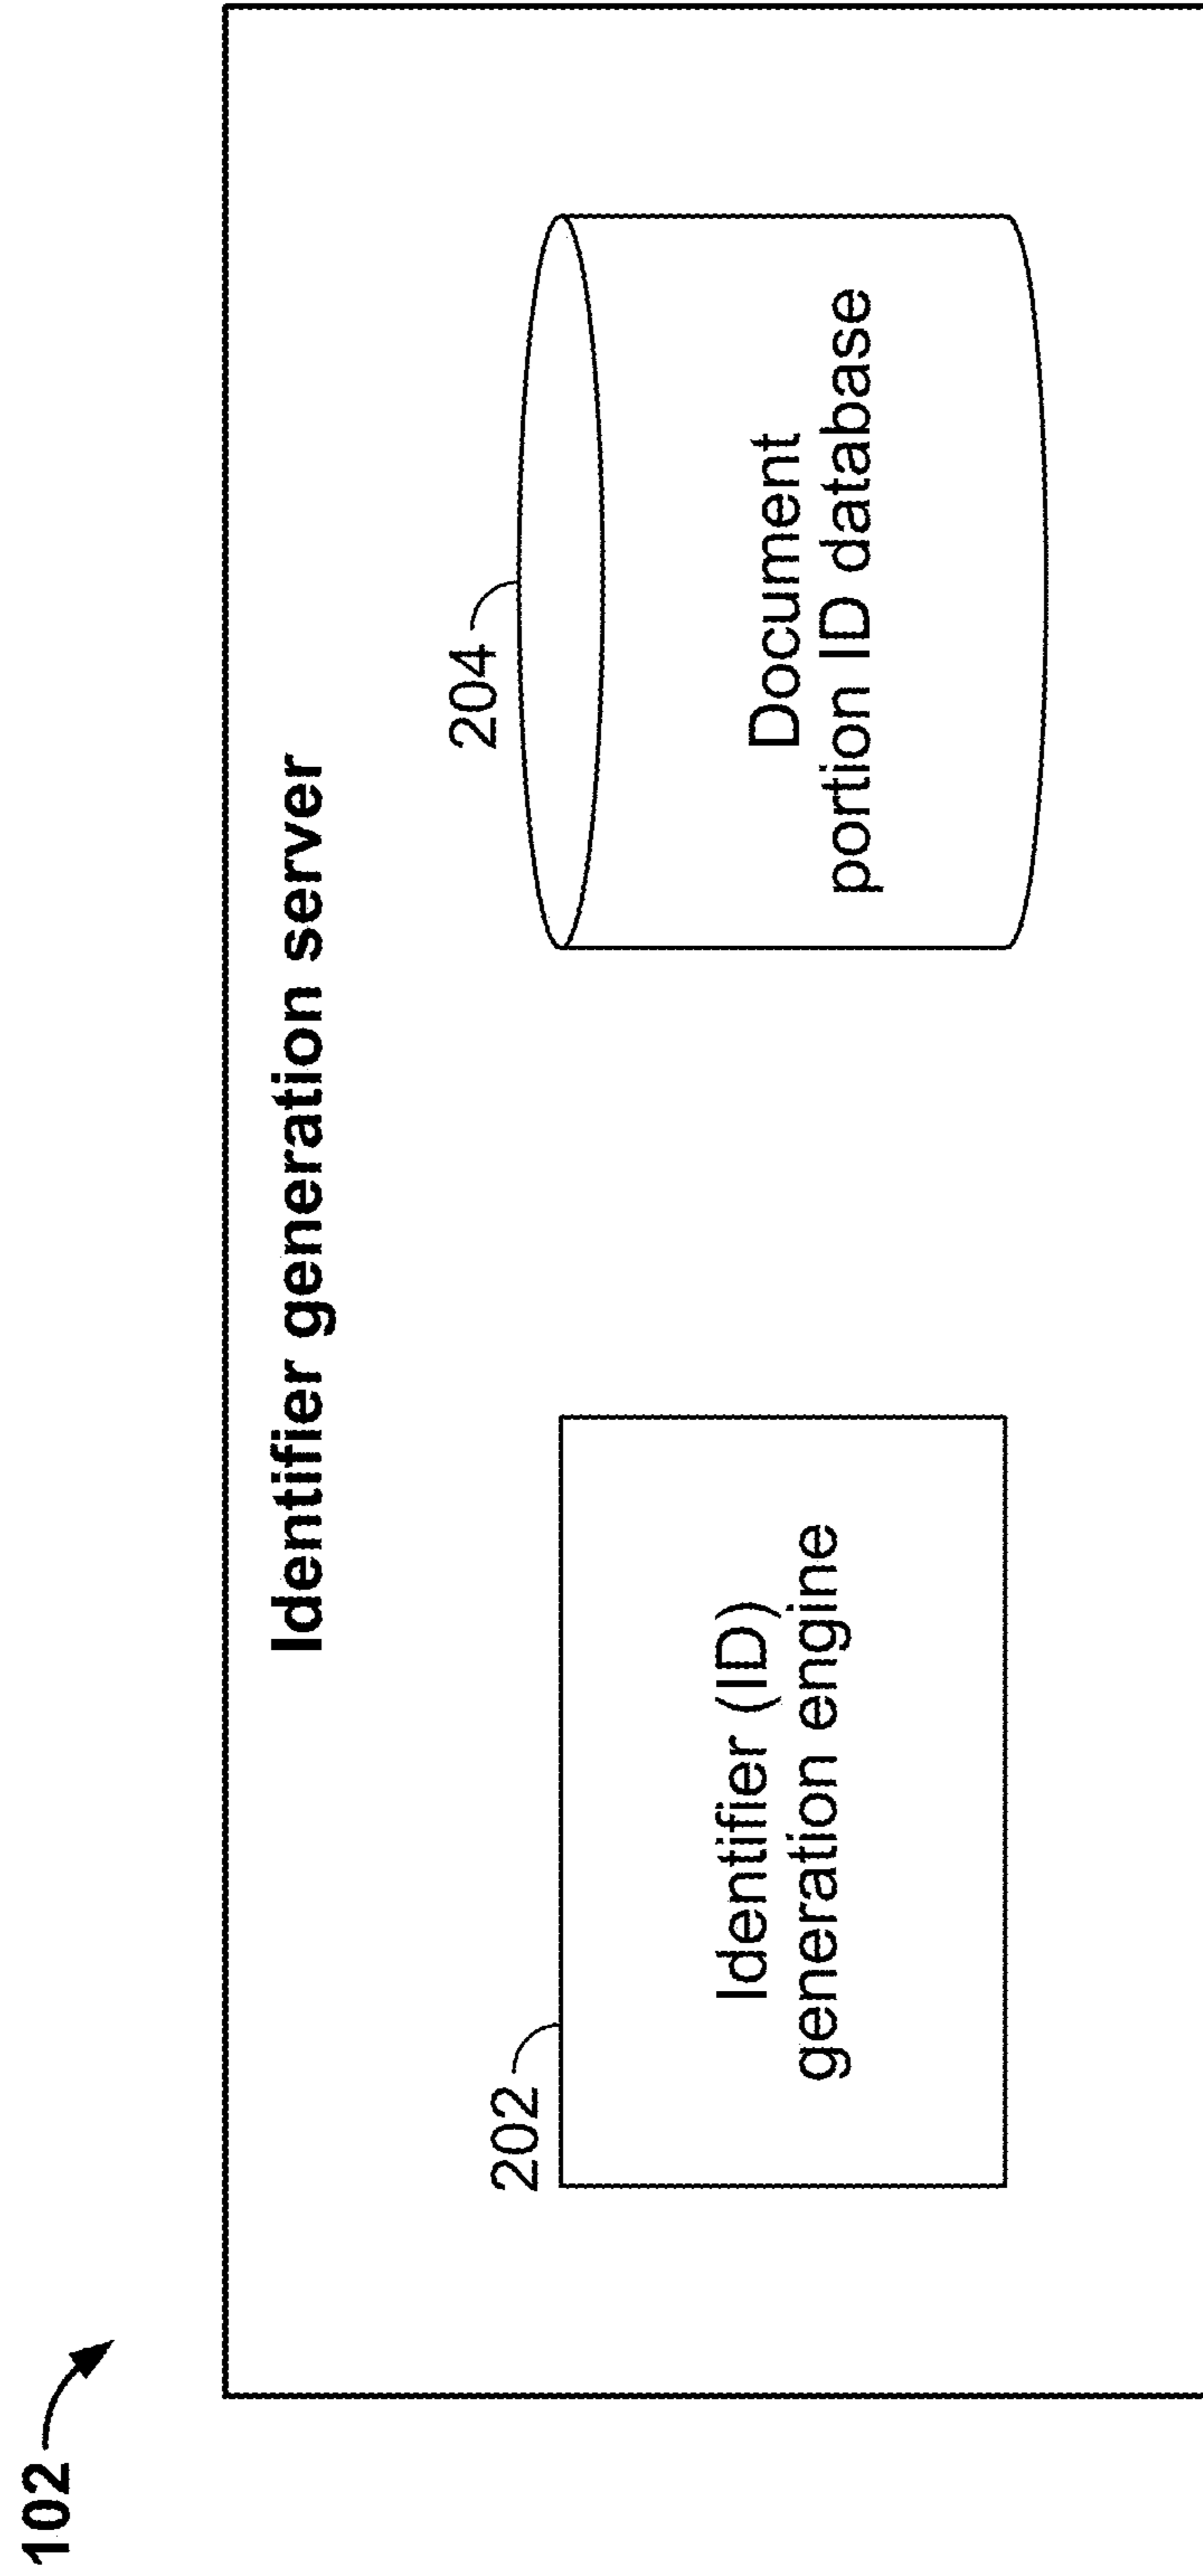 102
Identifier generation server
202
Identifier (ID)
generation engine
204
Document
portion ID database